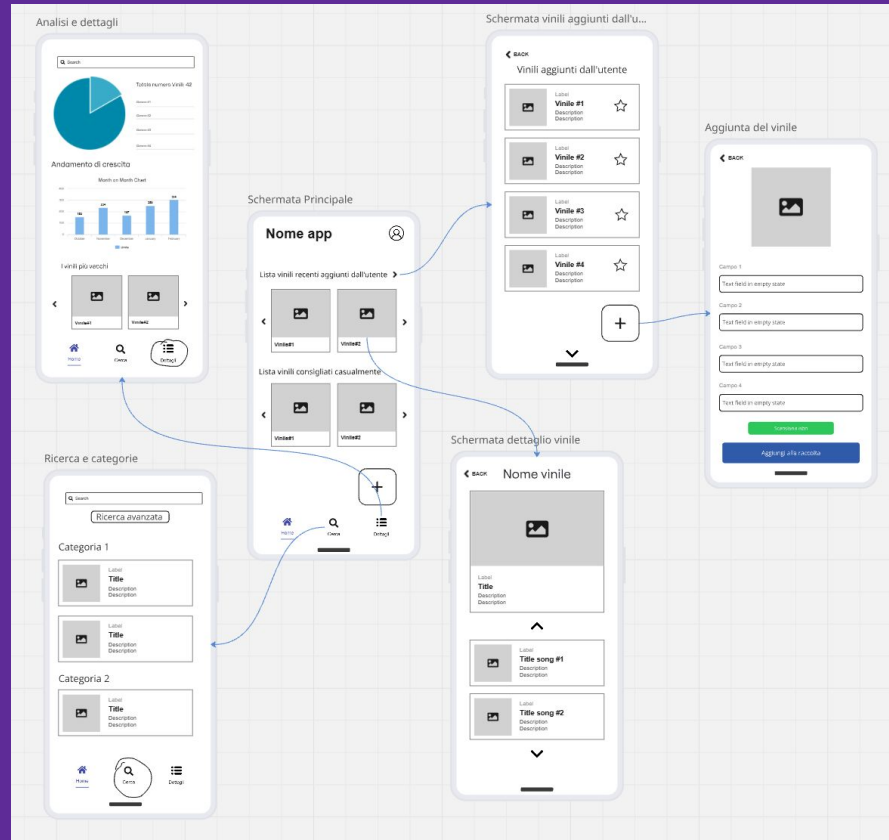 Analisi e dettagli
Search
Totale numero Vinili: 42
Genere #1
Genere #2
Genere #3
Genere #4
Andamento di crescita
Month on Month Chart
I vinili più vecchi
Vinile#1
Vinile#2
Home
Cerca
Dettagli
Schermata Principale
Nome app
Lista vinili recenti aggiunti dall'utente
Vinile#1
Vinile#2
Lista vinili consigliati casualmente
Vinile#1
Vinile#2
+
Home
Cerca
Dettagli
Schermata vinili aggiunti dall'u...
BACK
Vinili aggiunti dall'utente
Label
Vinile #1
Description
Description
Label
Vinile #2
Description
Description
Label
Vinile #3
Description
Description
Label
Vinile #4
Description
Description
+
Aggiunta del vinile
BACK
Campo 1
Text field in empty state
Campo 2
Text field in empty state
Campo 3
Text field in empty state
Campo 4
Text field in empty state
Aggiungi alla raccolta
Ricerca e categorie
Search
Ricerca avanzata
Categoria 1
Label
Title
Description
Description
Label
Title
Description
Description
Categoria 2
Label
Title
Description
Description
Home
Cerca
Dettagli
Schermata dettaglio vinile
BACK
Nome vinile
Label
Title
Description
Description
Label
Title song #1
Description
Description
Label
Title song #2
Description
Description